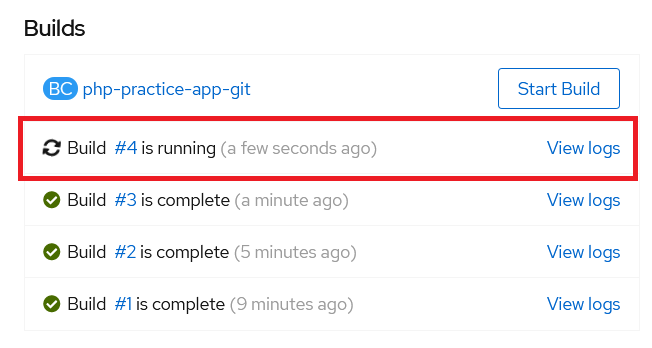 Builds
BC php-practice-app-git Start Build
Build #4 is running (a few seconds ago) View logs
Build #3 is complete (a minute ago) View logs
Build #2 is complete (5 minutes ago) View logs
Build #1 is complete (9 minutes ago) View logs